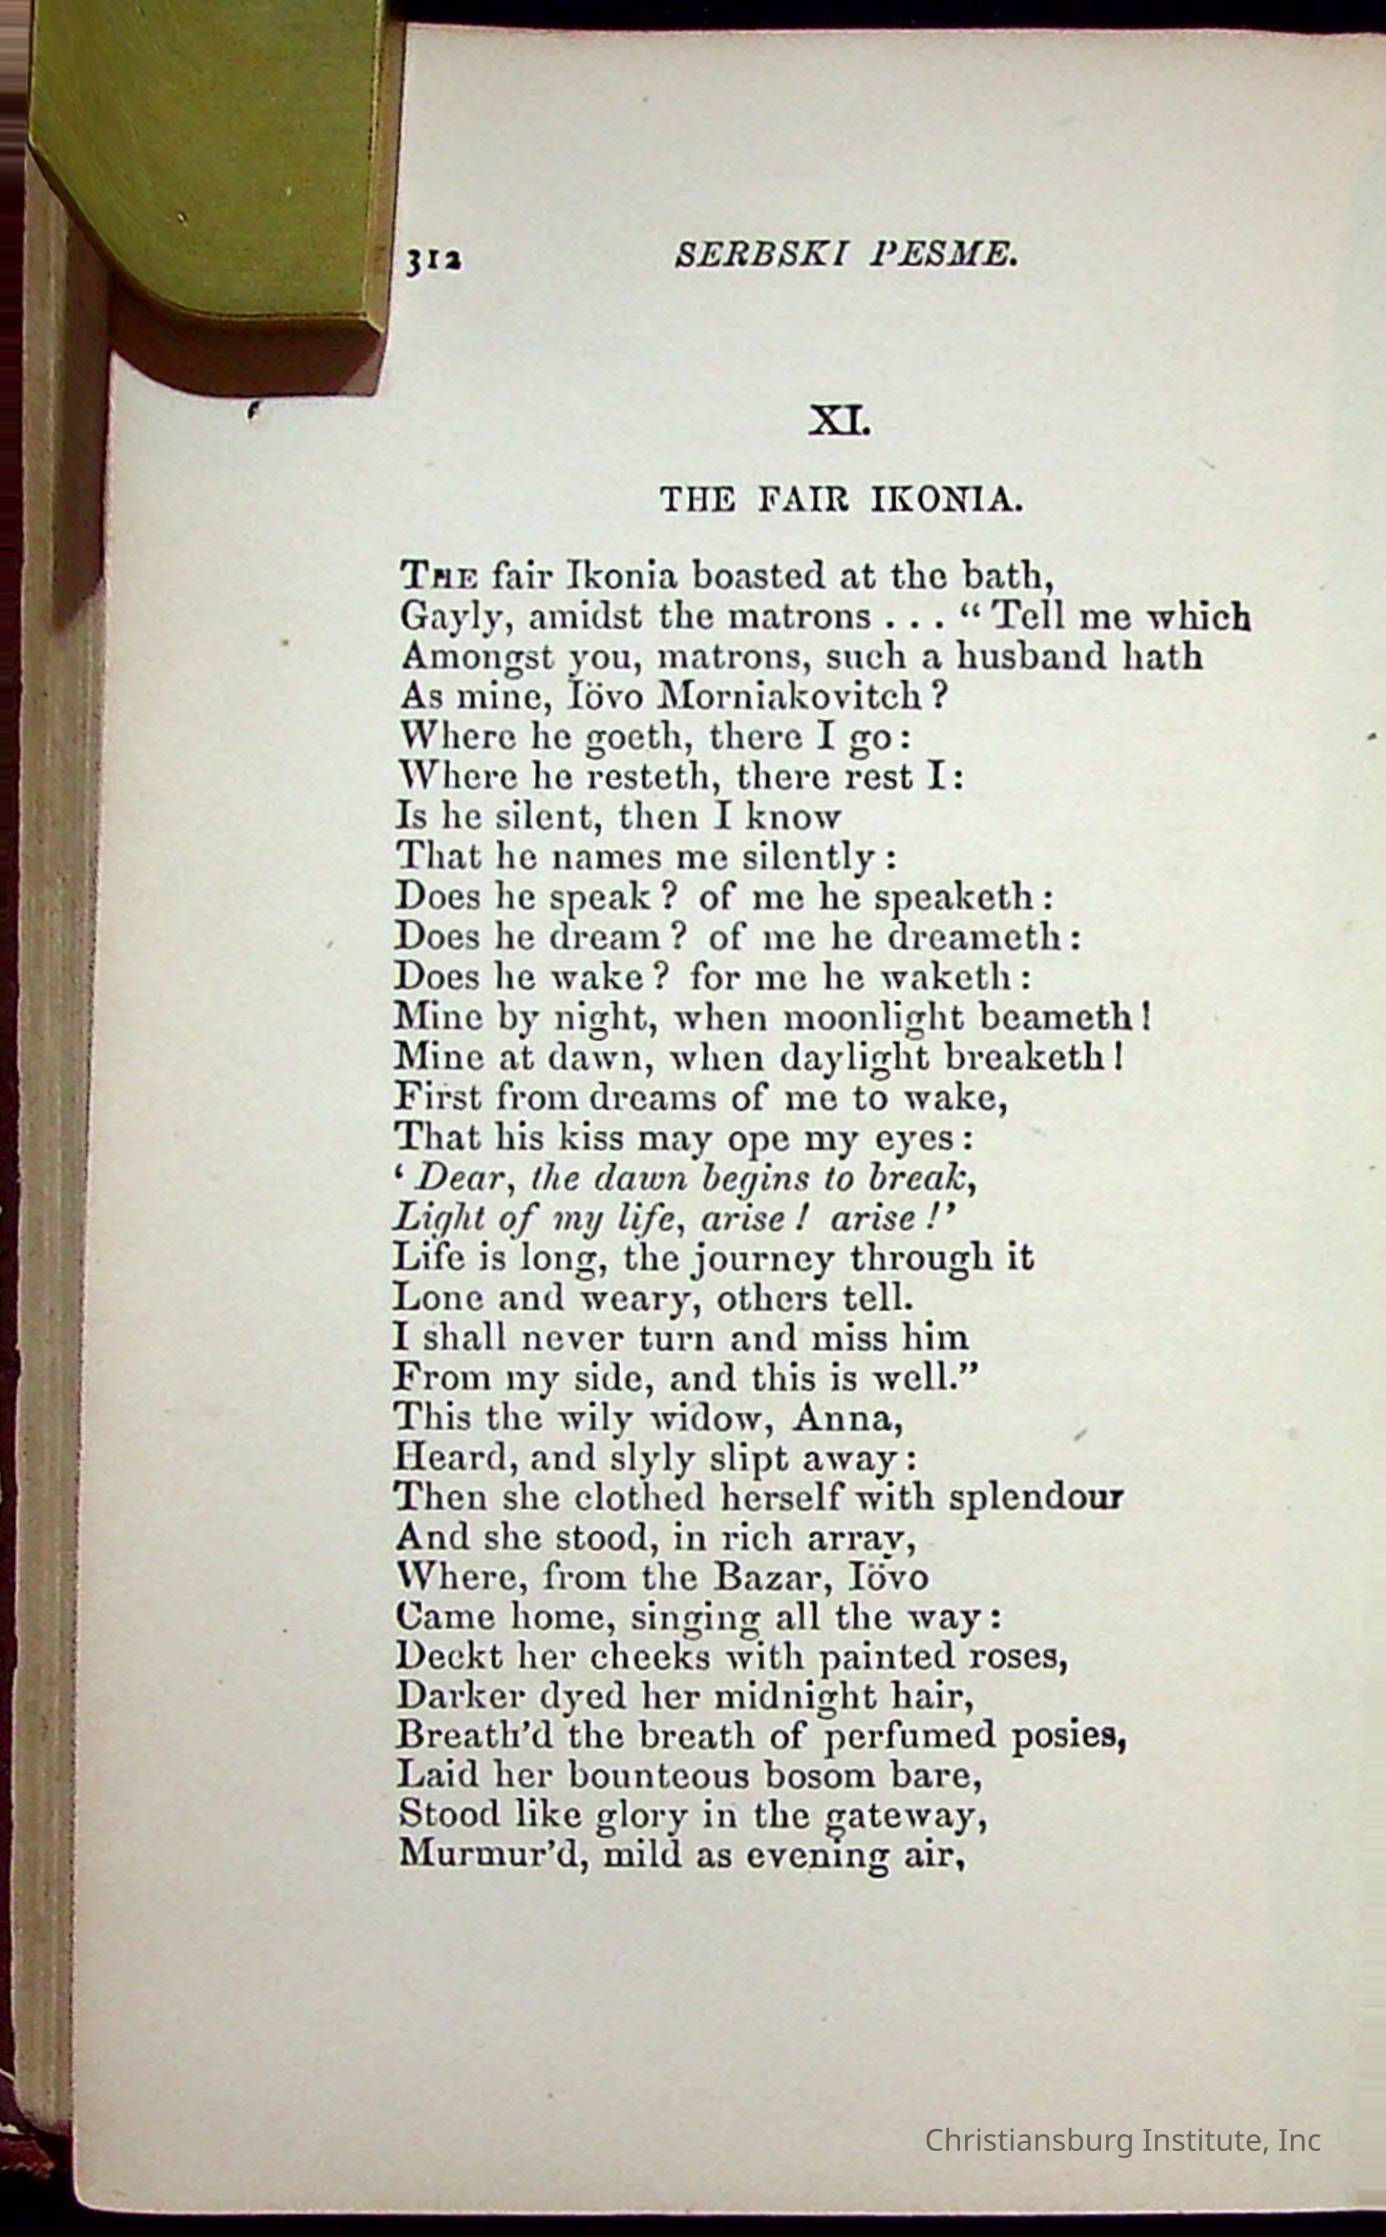 312 SERBSKI PESME.
XI.
THE FAIR IKONIA.
THE fair Ikonia boasted at the bath,
Gayly, amidst the matrons . . . “ Tell me which
Amongst you, matrons, such a husband hath
As mine, Iövo Morniakovitch ?
Where he goeth, there I go :
Where he resteth, there rest I :
Is he silent, then I know
That he names me silently :
Does he speak ? of me he speaketh :
Does he dream ? of me he dreameth :
Does he wake ? for me he waketh :
Mine by night, when moonlight beameth !
Mine at dawn, when daylight breaketh !
First from dreams of me to wake,
That his kiss may ope my eyes :
‘ Dear, the dawn begins to break,
Light of my life, arise ! arise !’
Life is long, the journey through it
Lone and weary, others tell.
I shall never turn and miss him
From my side, and this is well.”
This the wily widow, Anna,
Heard, and slyly slipt away :
Then she clothed herself with splendour
And she stood, in rich array,
Where, from the Bazar, Iövo
Came home, singing all the way :
Deckt her cheeks with painted roses,
Darker dyed her midnight hair,
Breath’d the breath of perfumed posies,
Laid her bounteous bosom bare,
Stood like glory in the gateway,
Murmur’d, mild as evening air,
Christiansburg Institute, Inc